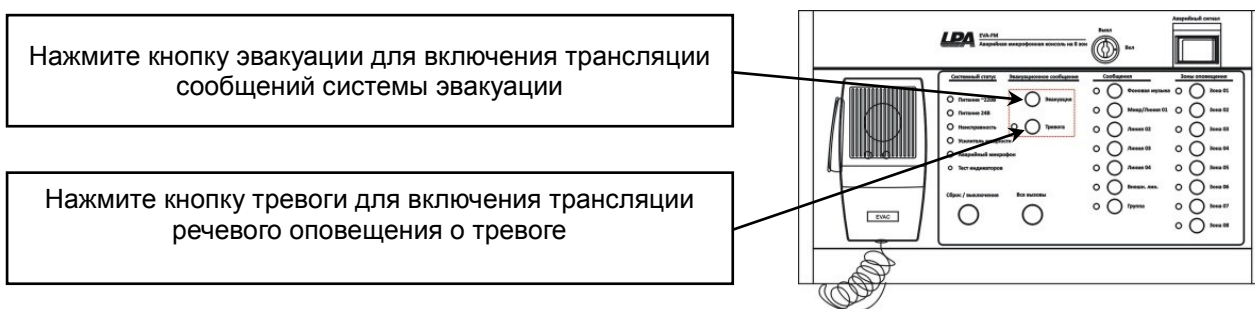 Нажмите кнопку эвакуации для включения трансляции
сообщений системы эвакуации
Нажмите кнопку тревоги для включения трансляции
речевого оповещения о тревоге
LPA
EVA-FM
Аварийная микрофонная консоль на 8 зон
Выкл
Вкл
Аварийный сигнал
Системный статус
Питание ~220В
Питание 24В
Неисправность
Усилитель мощности
Аварийный микрофон
Тест индикаторов
Эвакуационное сообщение
Эвакуация
Тревога
Сброс / выключение
Все вызовы
Сообщения
Фоновая музыка
Микр/Линия 01
Линия 02
Линия 03
Линия 04
Внешн. лин.
Группа
Зоны оповещения
Зона 01
Зона 02
Зона 03
Зона 04
Зона 05
Зона 06
Зона 07
Зона 08
EVAC